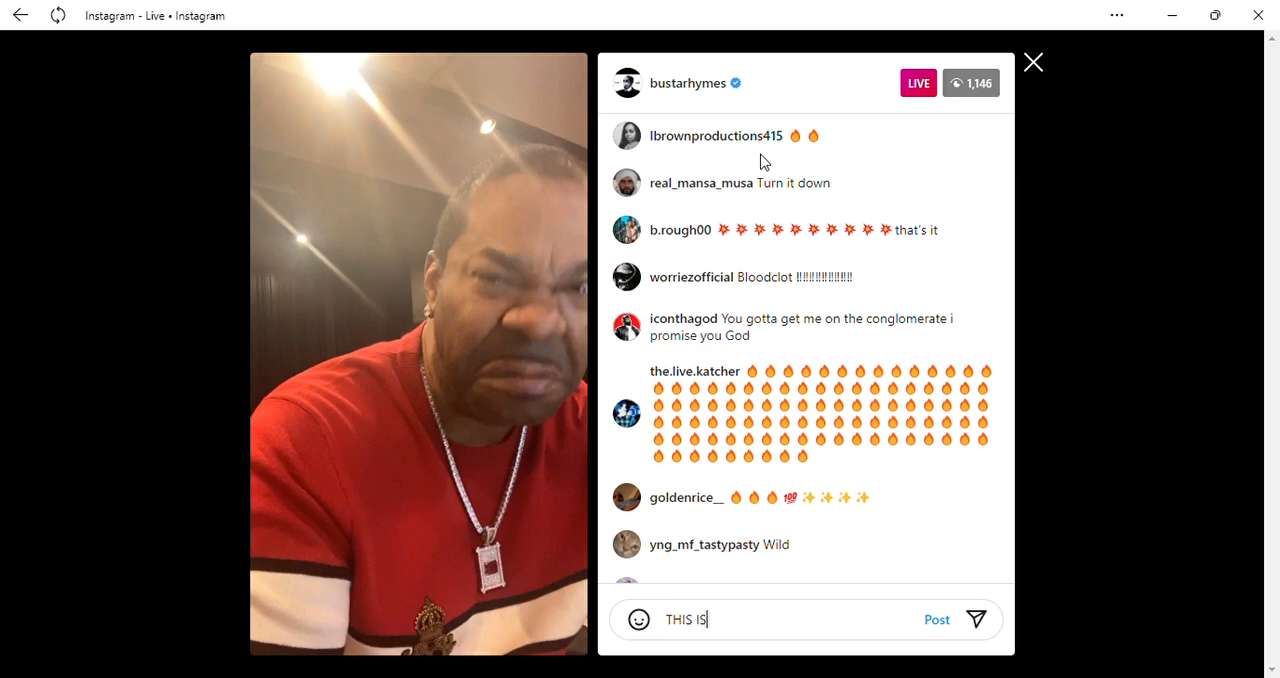 Instagram - Live • Instagram
bustarhymes
LIVE
1,146
lbrownproductions415 🔥 🔥
real_mansa_musa Turn it down
b.rough00 💥 💥 💥 💥 💥 💥 💥 💥 💥 💥 that's it
worriezofficial Bloodclot !!!!!!!!!!!!!!!!!!
iconthagod You gotta get me on the conglomerate i
promise you God
the.live.katcher 🔥 🔥 🔥 🔥 🔥 🔥 🔥 🔥 🔥 🔥 🔥 🔥 🔥 🔥
🔥 🔥 🔥 🔥 🔥 🔥 🔥 🔥 🔥 🔥 🔥 🔥 🔥 🔥 🔥 🔥 🔥 🔥 🔥
🔥 🔥 🔥 🔥 🔥 🔥 🔥 🔥 🔥 🔥 🔥 🔥 🔥 🔥 🔥 🔥 🔥 🔥 🔥
🔥 🔥 🔥 🔥 🔥 🔥 🔥 🔥 🔥 🔥 🔥 🔥 🔥 🔥 🔥 🔥 🔥 🔥 🔥
🔥 🔥 🔥 🔥 🔥 🔥 🔥 🔥 🔥 🔥 🔥 🔥 🔥 🔥 🔥 🔥 🔥 🔥 🔥
🔥 🔥 🔥 🔥 🔥 🔥 🔥 🔥 🔥
goldenrice__ 🔥 🔥 🔥 💯 ✨ ✨ ✨ ✨
yng_mf_tastypasty Wild
THIS IS
Post